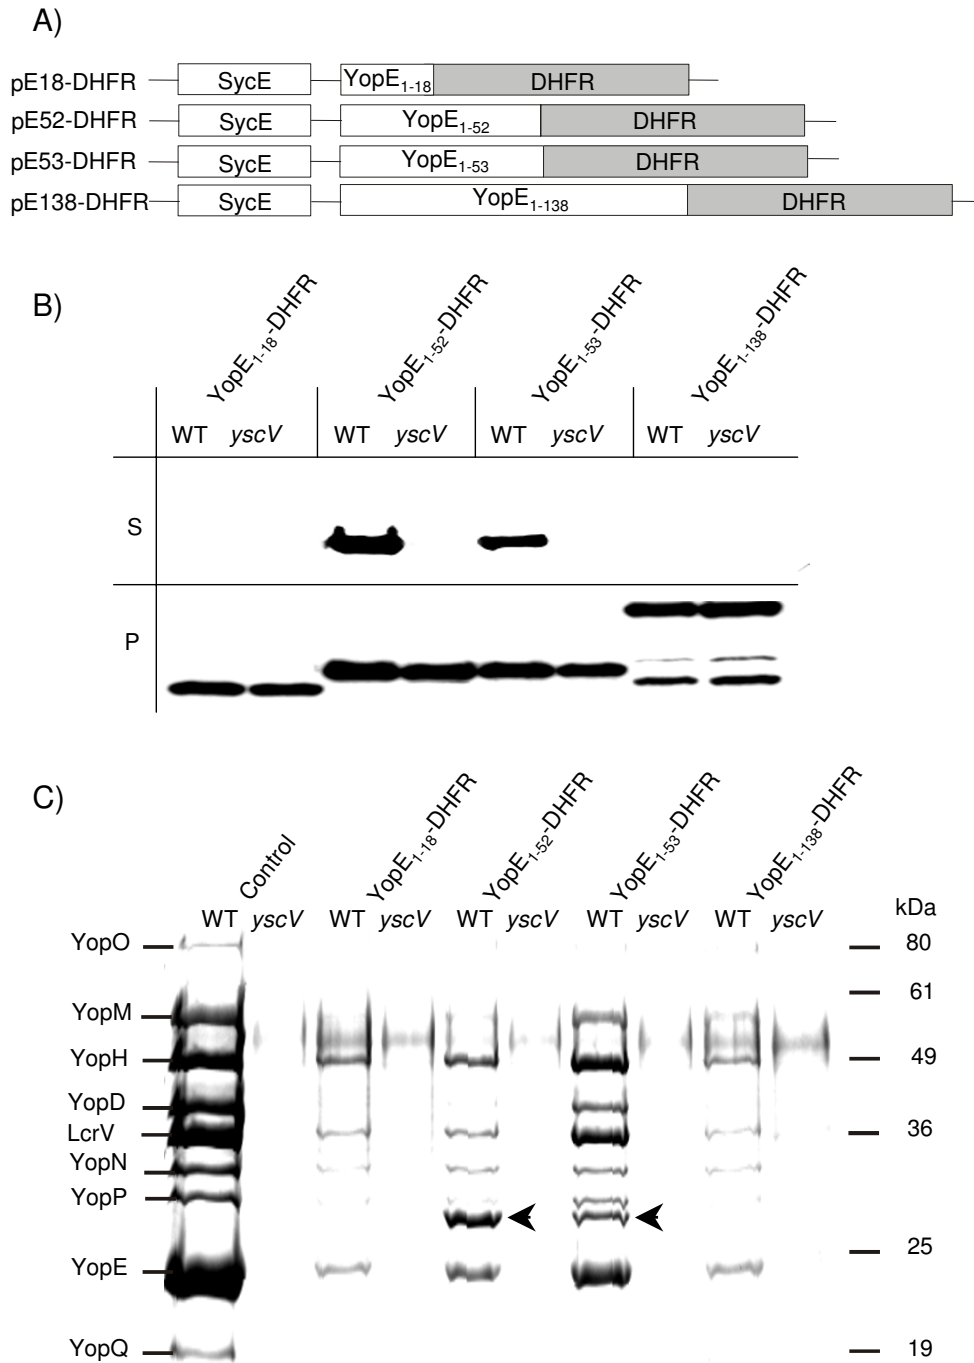 A)
pE18-DHFR SycE YopE1-18 DHFR
pE52-DHFR SycE YopE1-52 DHFR
pE53-DHFR SycE YopE1-53 DHFR
pE138-DHFR SycE YopE1-138 DHFR
B)
YopE1-18-DHFR YopE1-52-DHFR YopE1-53-DHFR YopE1-138-DHFR
WT yscV WT yscV WT yscV WT yscV
S
P
C)
Control YopE1-18-DHFR YopE1-52-DHFR YopE1-53-DHFR YopE1-138-DHFR
WT yscV WT yscV WT yscV WT yscV WT yscV kDa
YopO 80
61
YopM
YopH 49
YopD
LcrV 36
YopN
YopP
25
YopE
YopQ 19